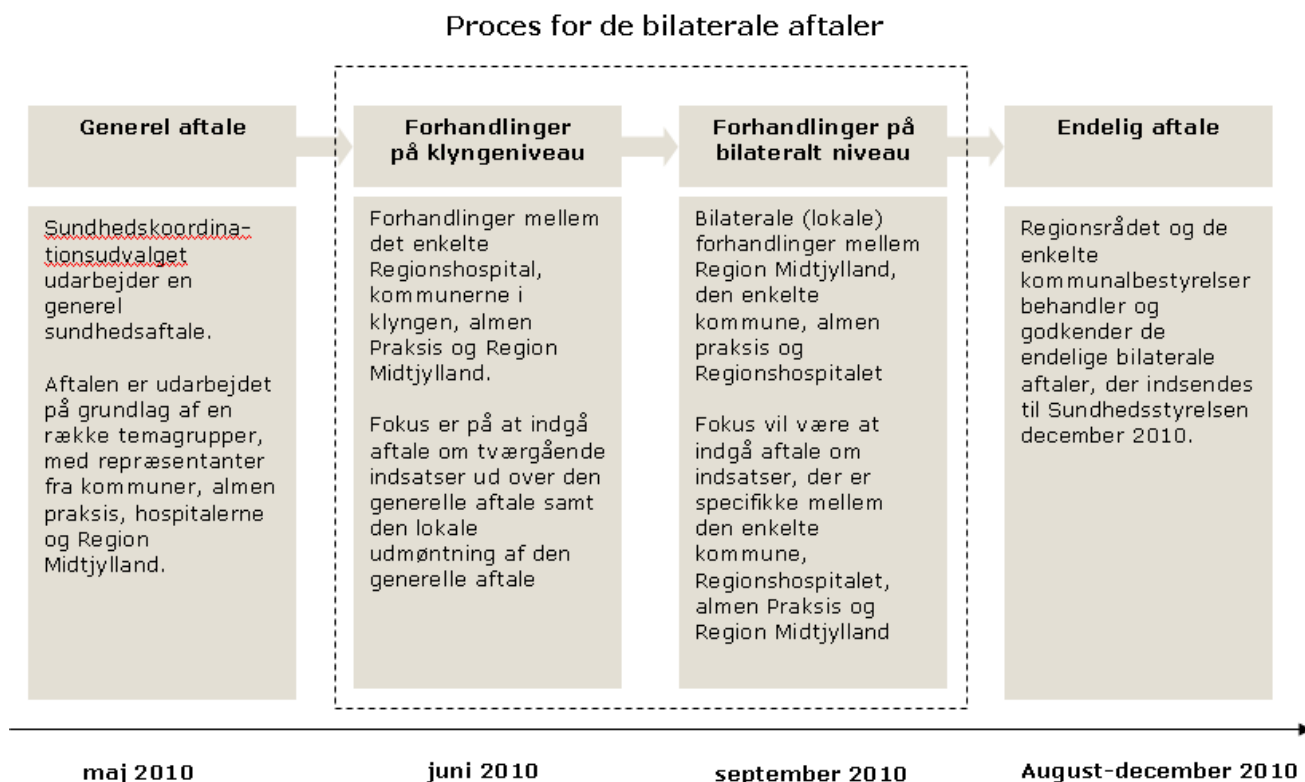 Proces for de bilaterale aftaler
Generel aftale
Sundhedskoordina-
tionsudvalget
udarbejder en
generel
sundhedsaftale.
Aftalen er udarbejdet
på grundlag af en
række temagrupper,
med repræsentanter
fra kommuner, almen
praksis, hospitalerne
og Region
Midtjylland.
maj 2010
Forhandlinger
på klyngeniveau
Forhandlinger mellem
det enkelte
Regionshospital,
kommunerne i
klyngen, almen
Praksis og Region
Midtjylland.
Fokus er på at indgå
aftale om tværgående
indsatser ud over den
generelle aftale samt
den lokale
udmøntning af den
generelle aftale
juni 2010
Forhandlinger på
bilateralt niveau
Bilaterale (lokale)
forhandlinger mellem
Region Midtjylland,
den enkelte
kommune, almen
praksis og
Regionshospitalet
Fokus vil være at
indgå aftale om
indsatser, der er
specifikke mellem
den enkelte
kommune,
Regionshospitalet,
almen Praksis og
Region Midtjylland
september 2010
Endelig aftale
Regionsrådet og de
enkelte
kommunalbestyrelser
behandler og
godkender de
endelige bilaterale
aftaler, der indsendes
til Sundhedsstyrelsen
december 2010.
August-december 2010